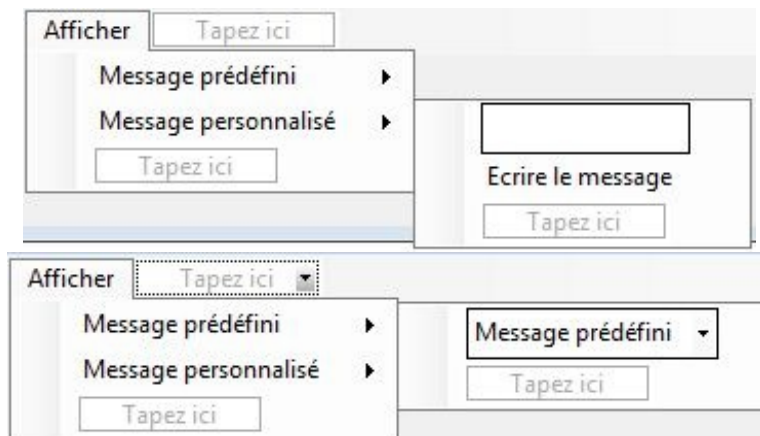 Afficher Tapez ici
Message prédéfini
Message personnalisé
Tapez ici
Ecrire le message
Tapez ici
Afficher Tapez ici
Message prédéfini
Message personnalisé
Tapez ici
Message prédéfini
Tapez ici